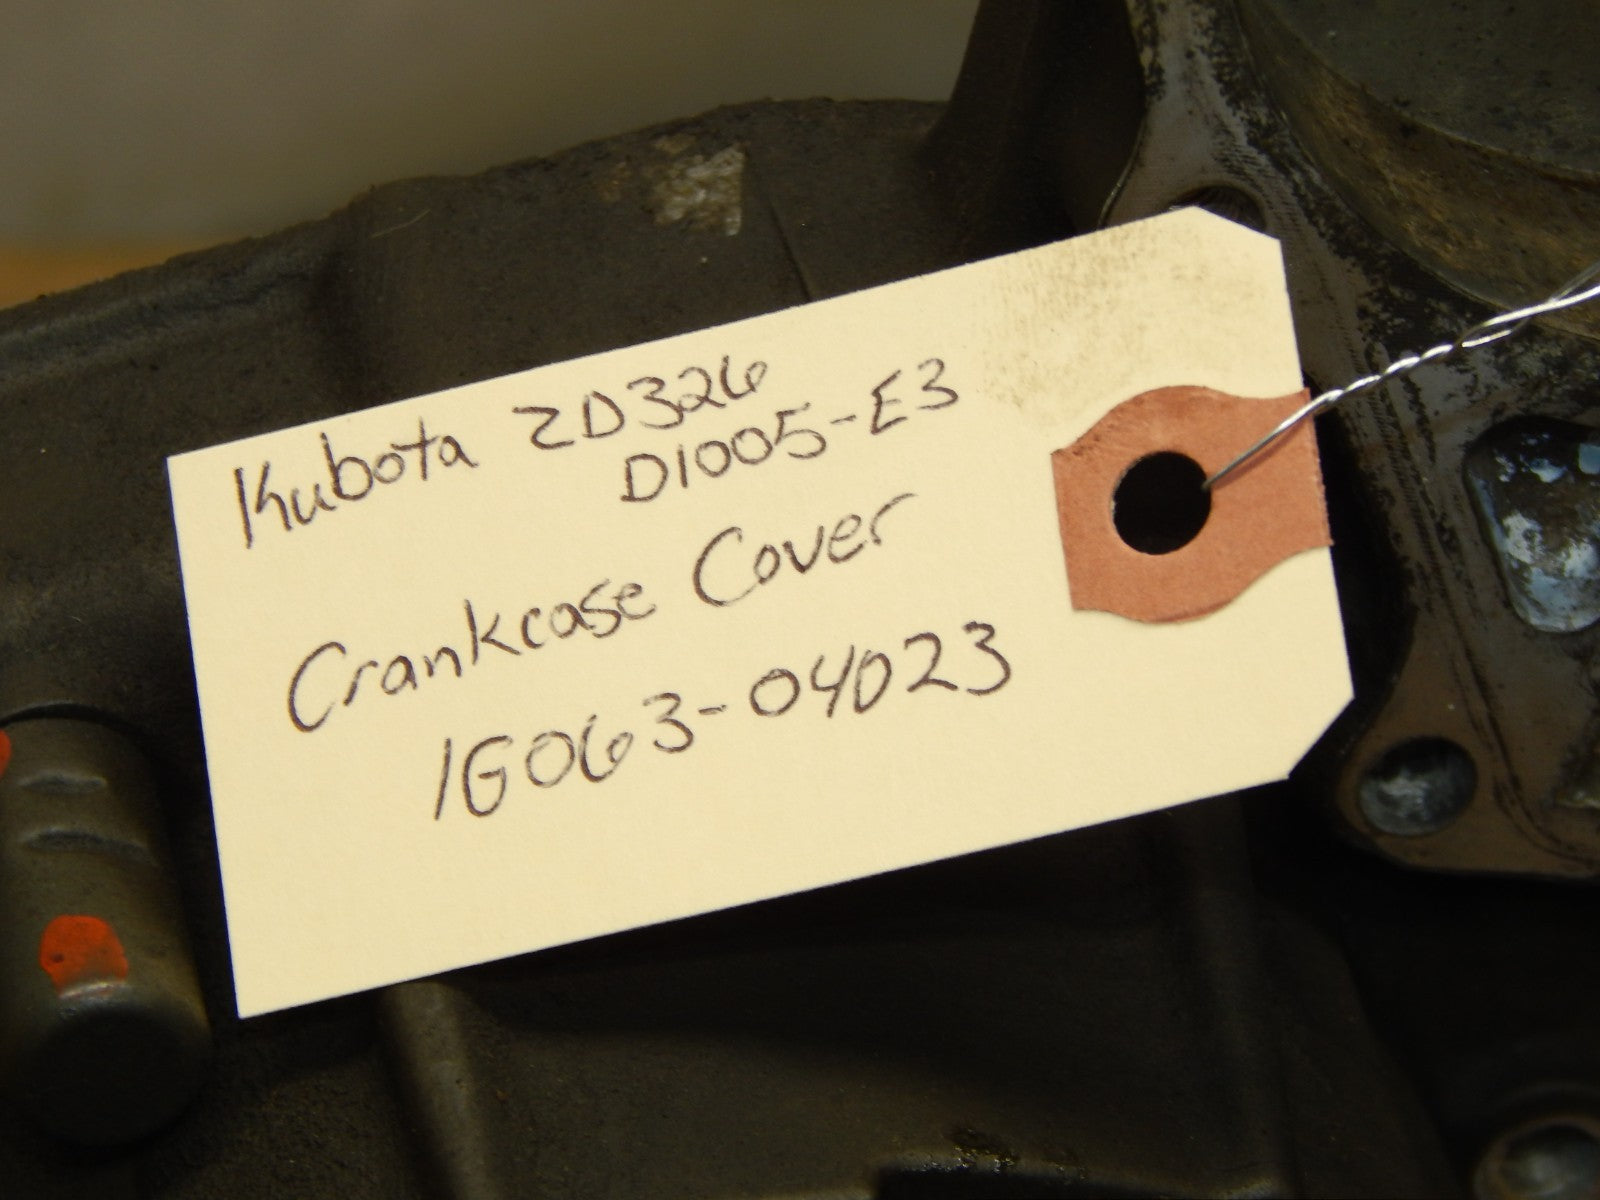 Kubota ZD326
D1005-E3
Crankcase Cover
1G063-04023